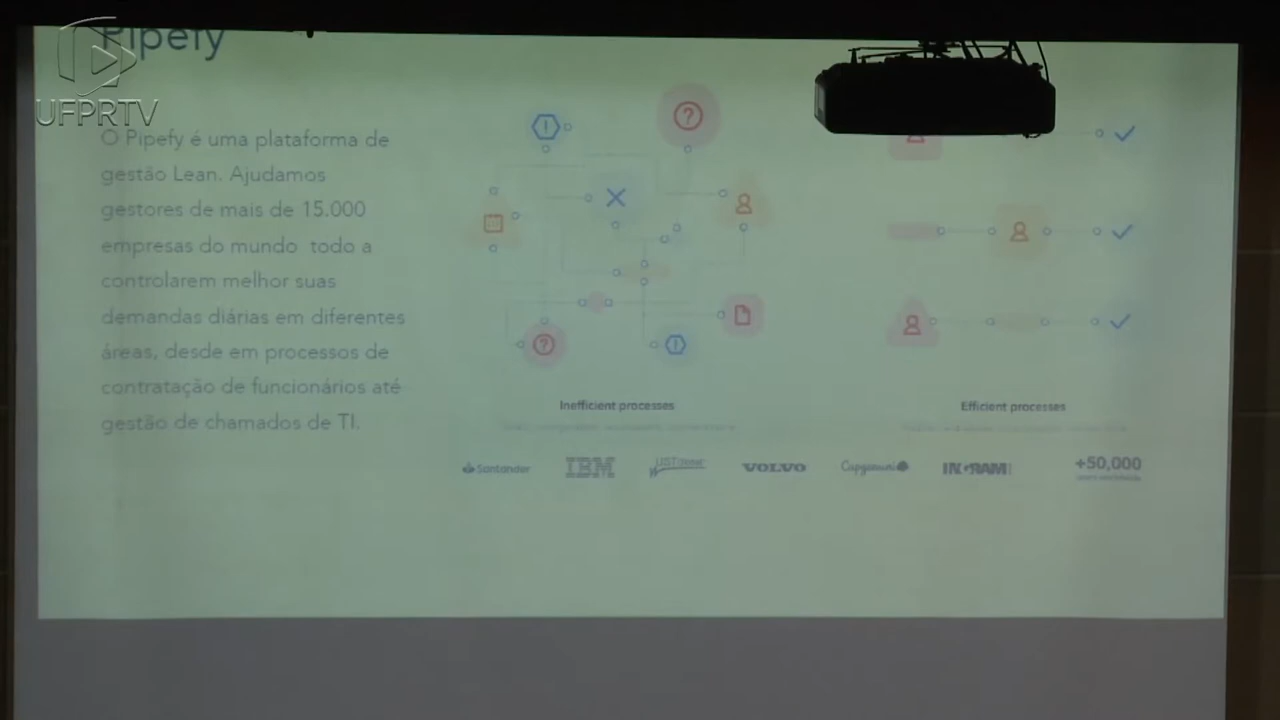 Pipefy
UFPRTV
O Pipefy é uma plataforma de
gestão Lean. Ajudamos
gestores de mais de 15.000
empresas do mundo todo a
controlarem melhor suas
demandas diárias em diferentes
áreas, desde em processos de
contratação de funcionários até
gestão de chamados de TI.
Inefficient processes
Efficient processes
Santander
IBM
VOLVO
Capgemini
+50,000